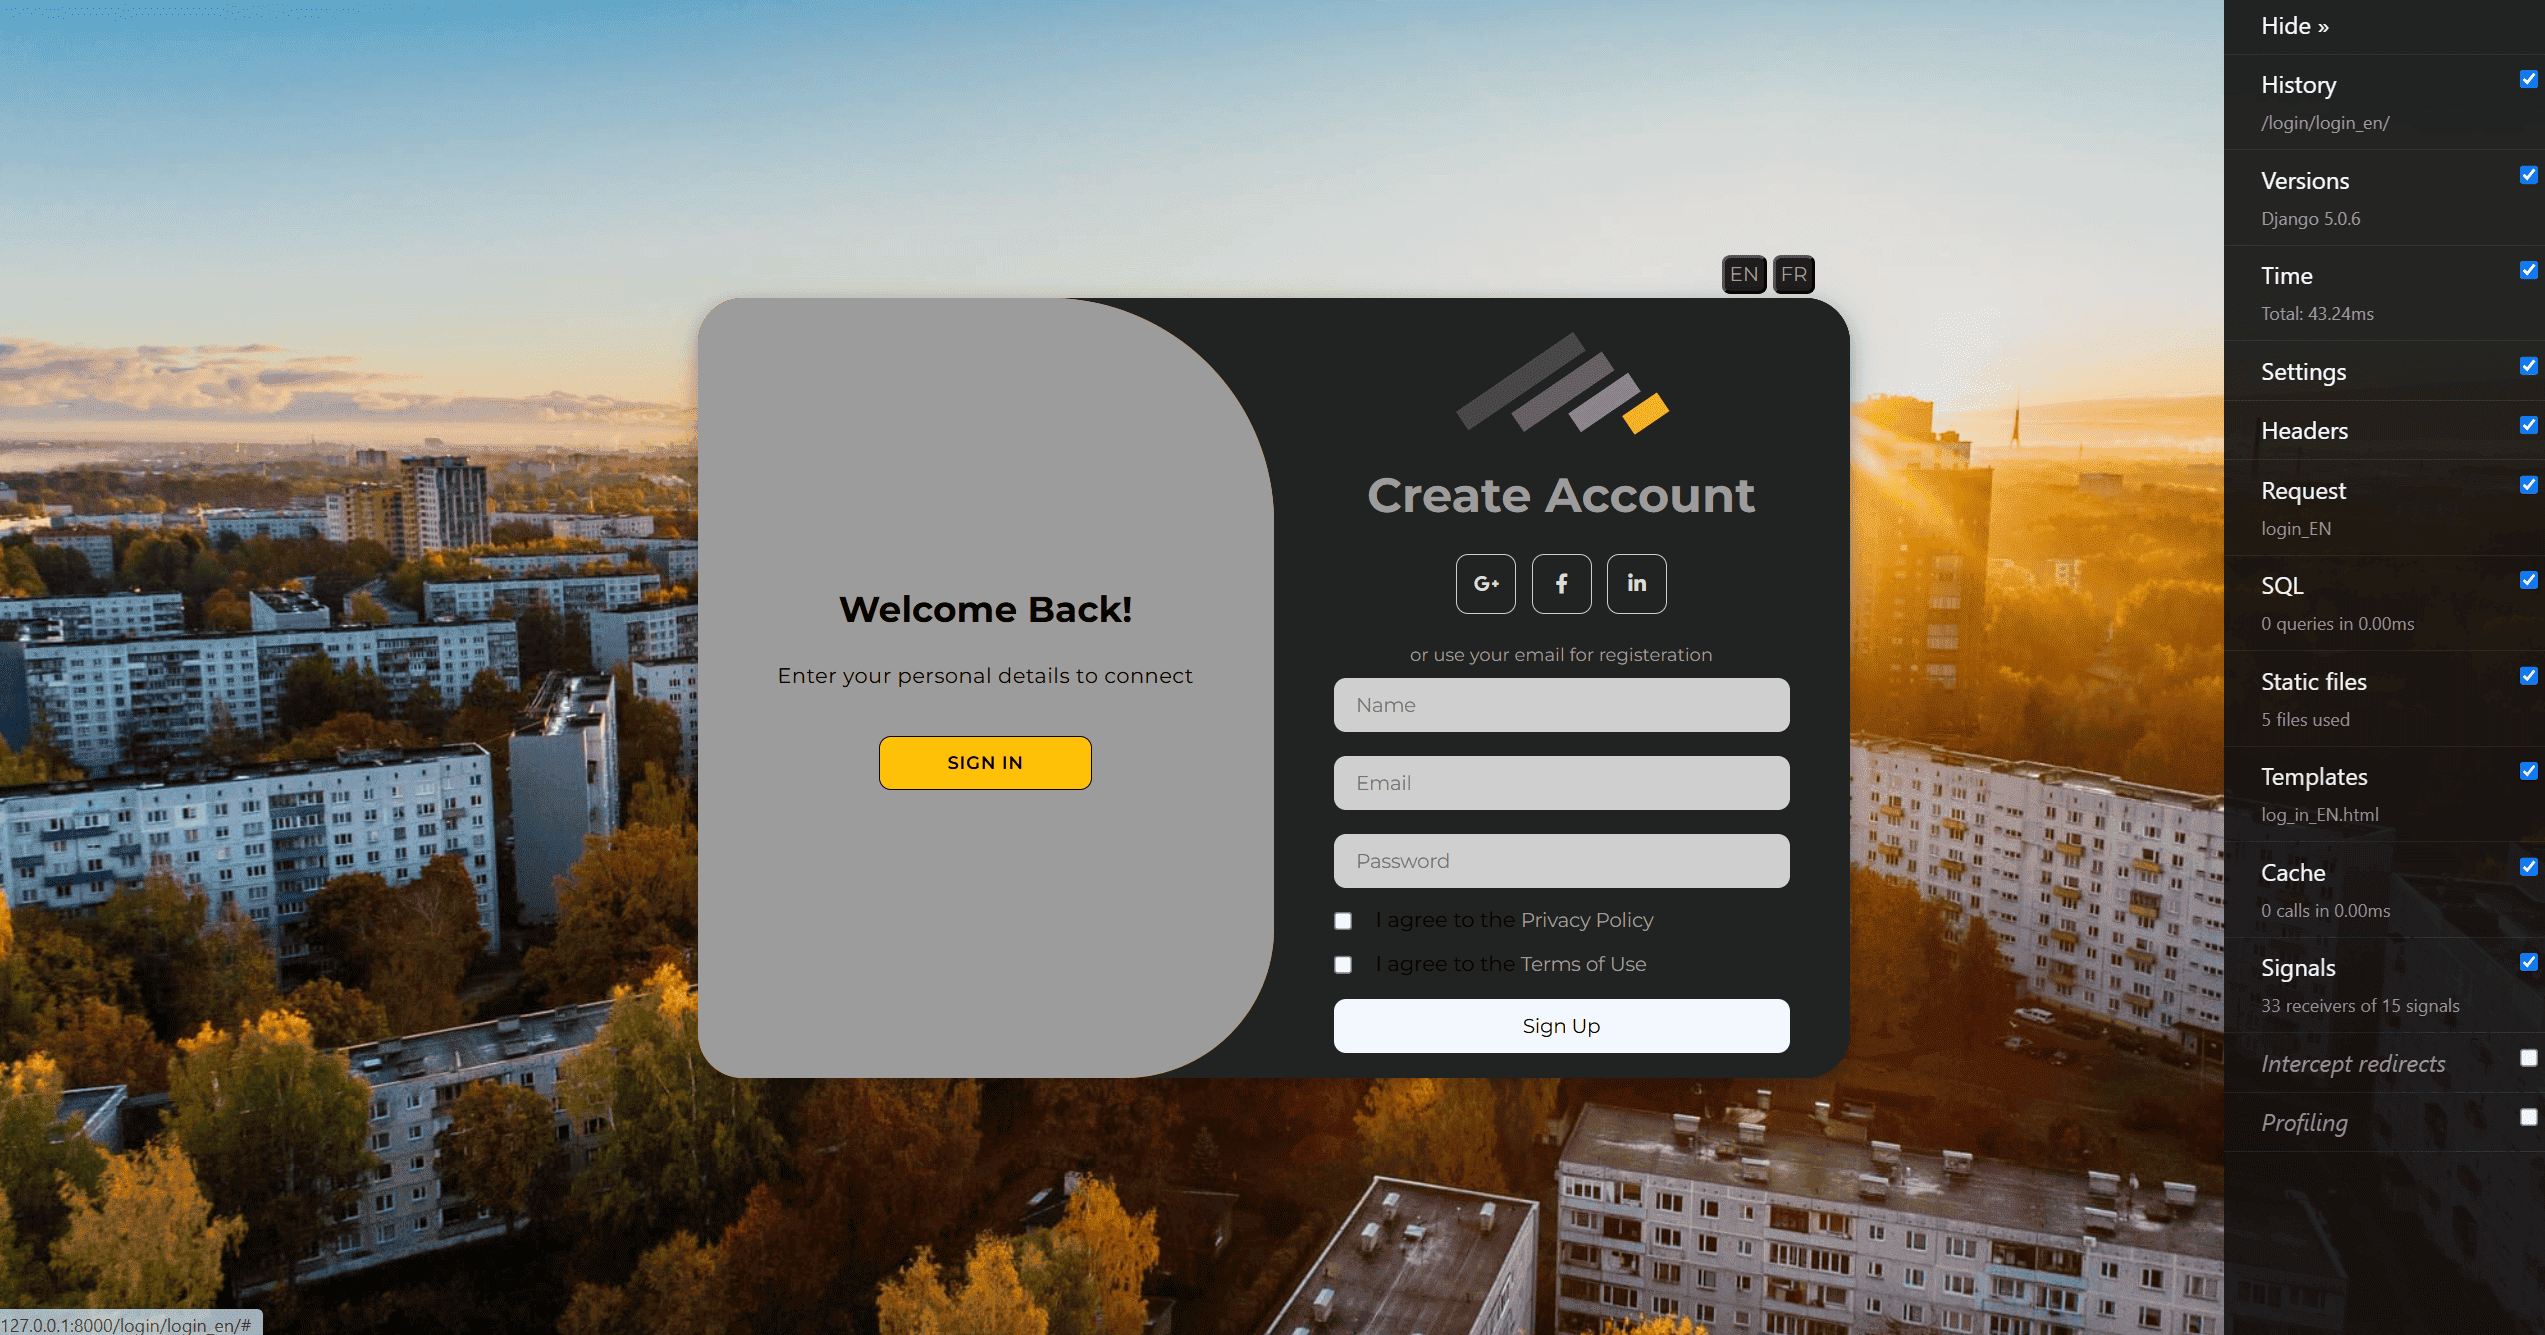 EN FR
Welcome Back!
Enter your personal details to connect
SIGN IN
Create Account
G+ f in
or use your email for registeration
Name
Email
Password
I agree to the Privacy Policy
I agree to the Terms of Use
Sign Up
Hide »
History
/login/login_en/
Versions
Django 5.0.6
Time
Total: 43.24ms
Settings
Headers
Request
login_EN
SQL
0 queries in 0.00ms
Static files
5 files used
Templates
log_in_EN.html
Cache
0 calls in 0.00ms
Signals
33 receivers of 15 signals
Intercept redirects
Profiling
127.0.0.1:8000/login/login_en/#